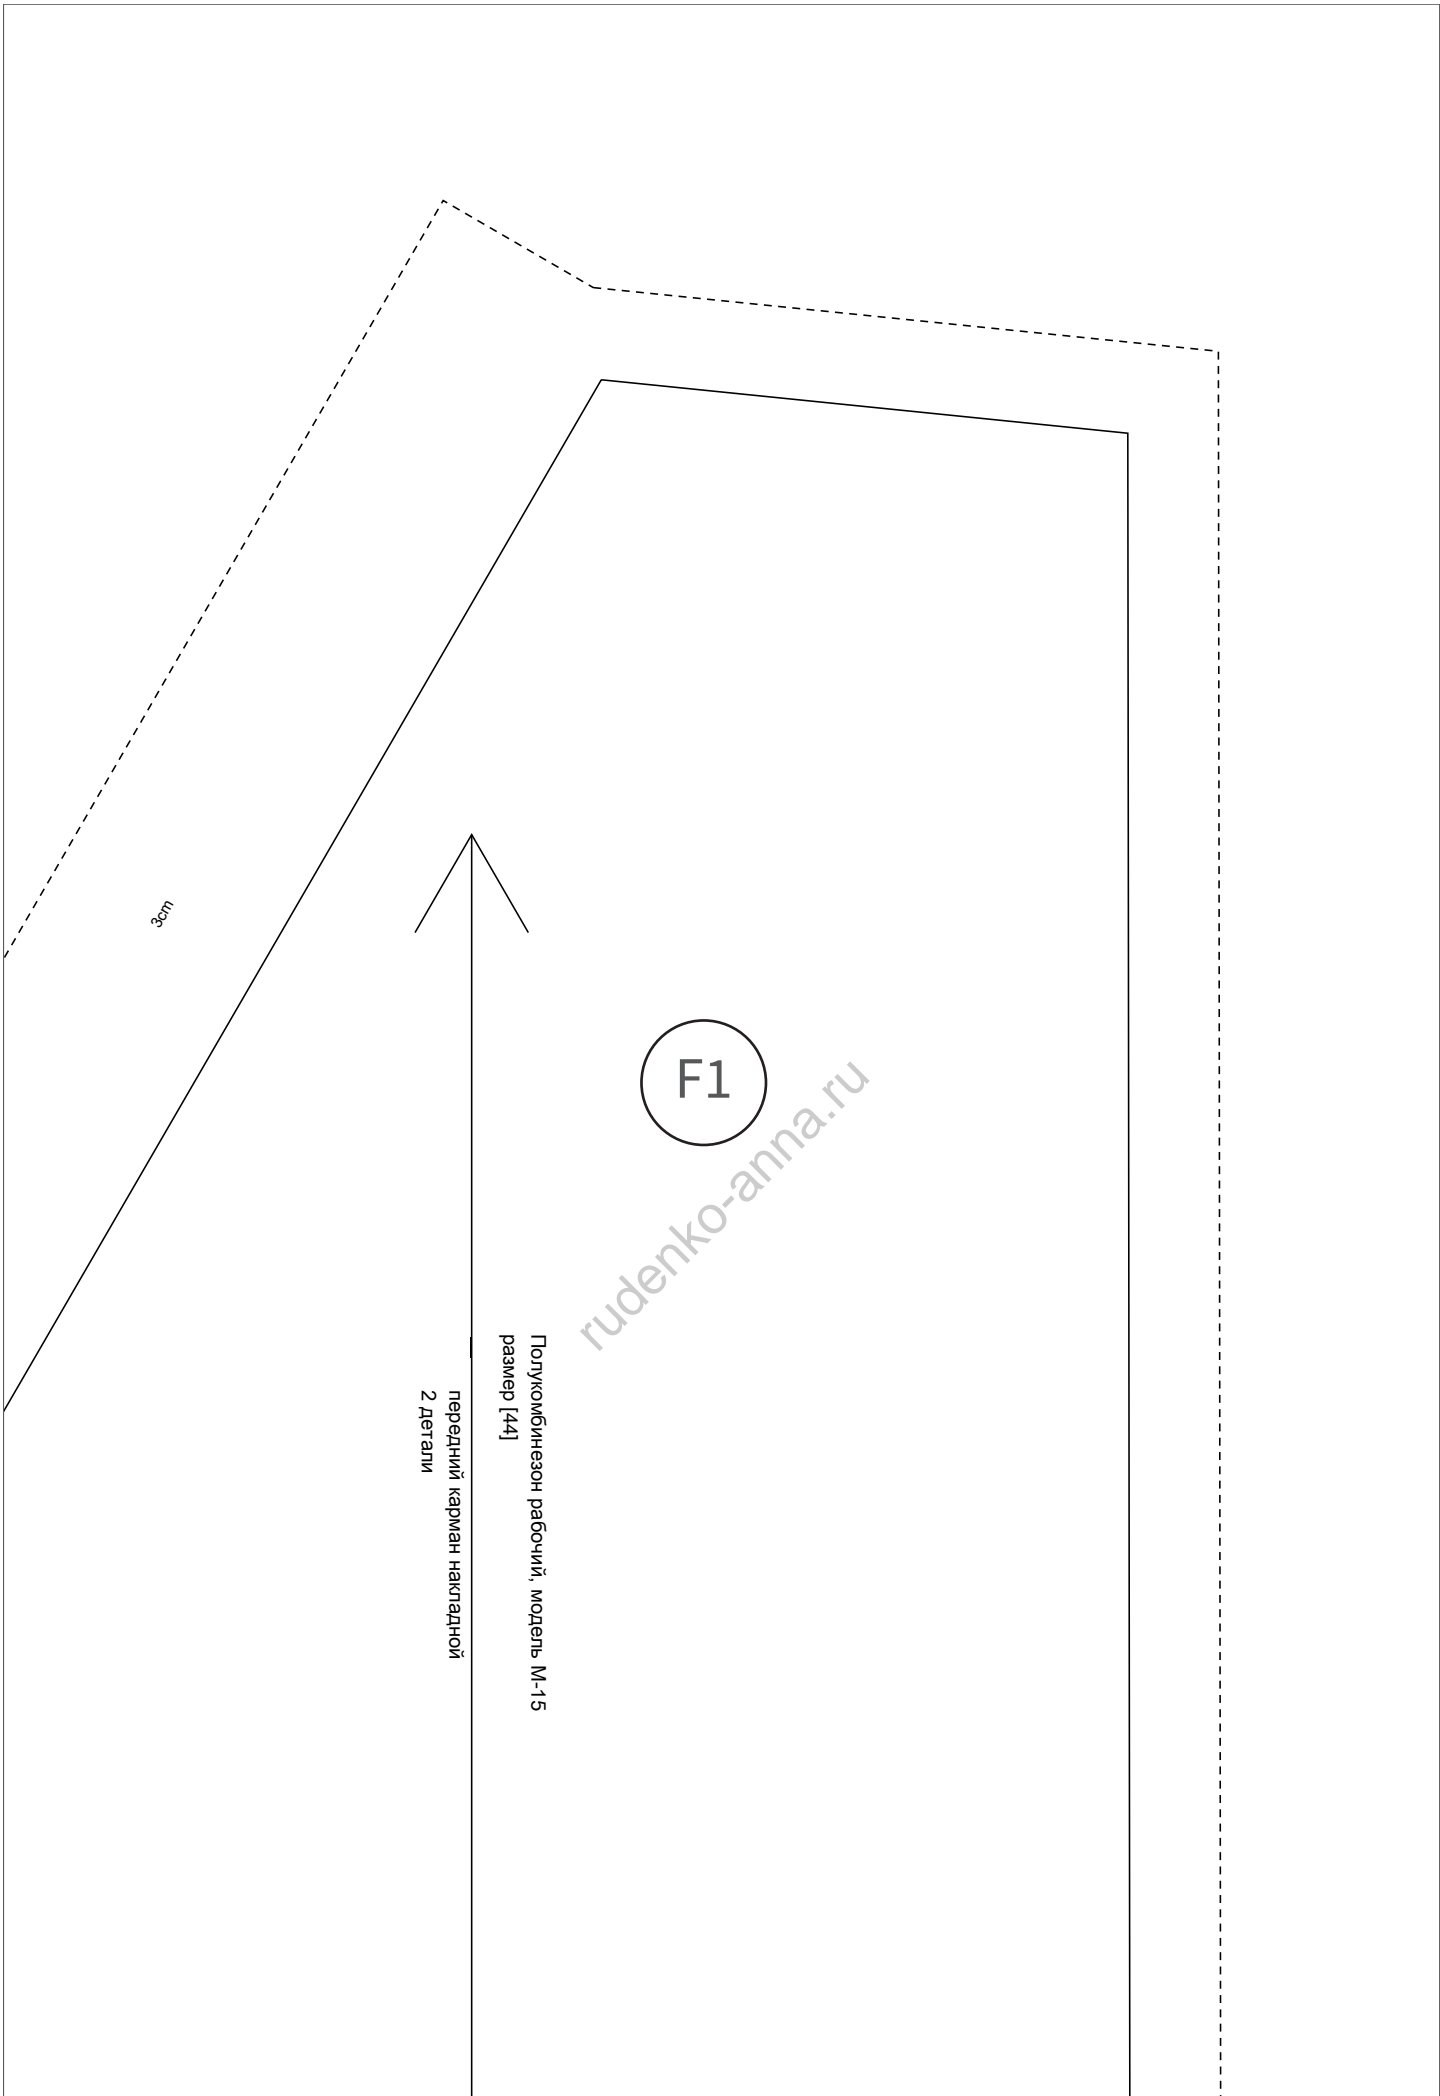 3cm
F1
rudenko-anna.ru
Полукомбинезон рабочий, модель М-15
размер [44]
передний карман накладной
2 детали